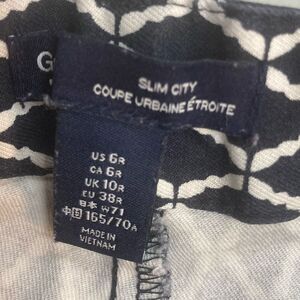 G
SLIM CITY
COUPE URBAINE ÉTROITE
US 6R
CA 6R
UK 10R
EU 38R
日本 W71
中国 165/70A
MADE IN
VIETNAM